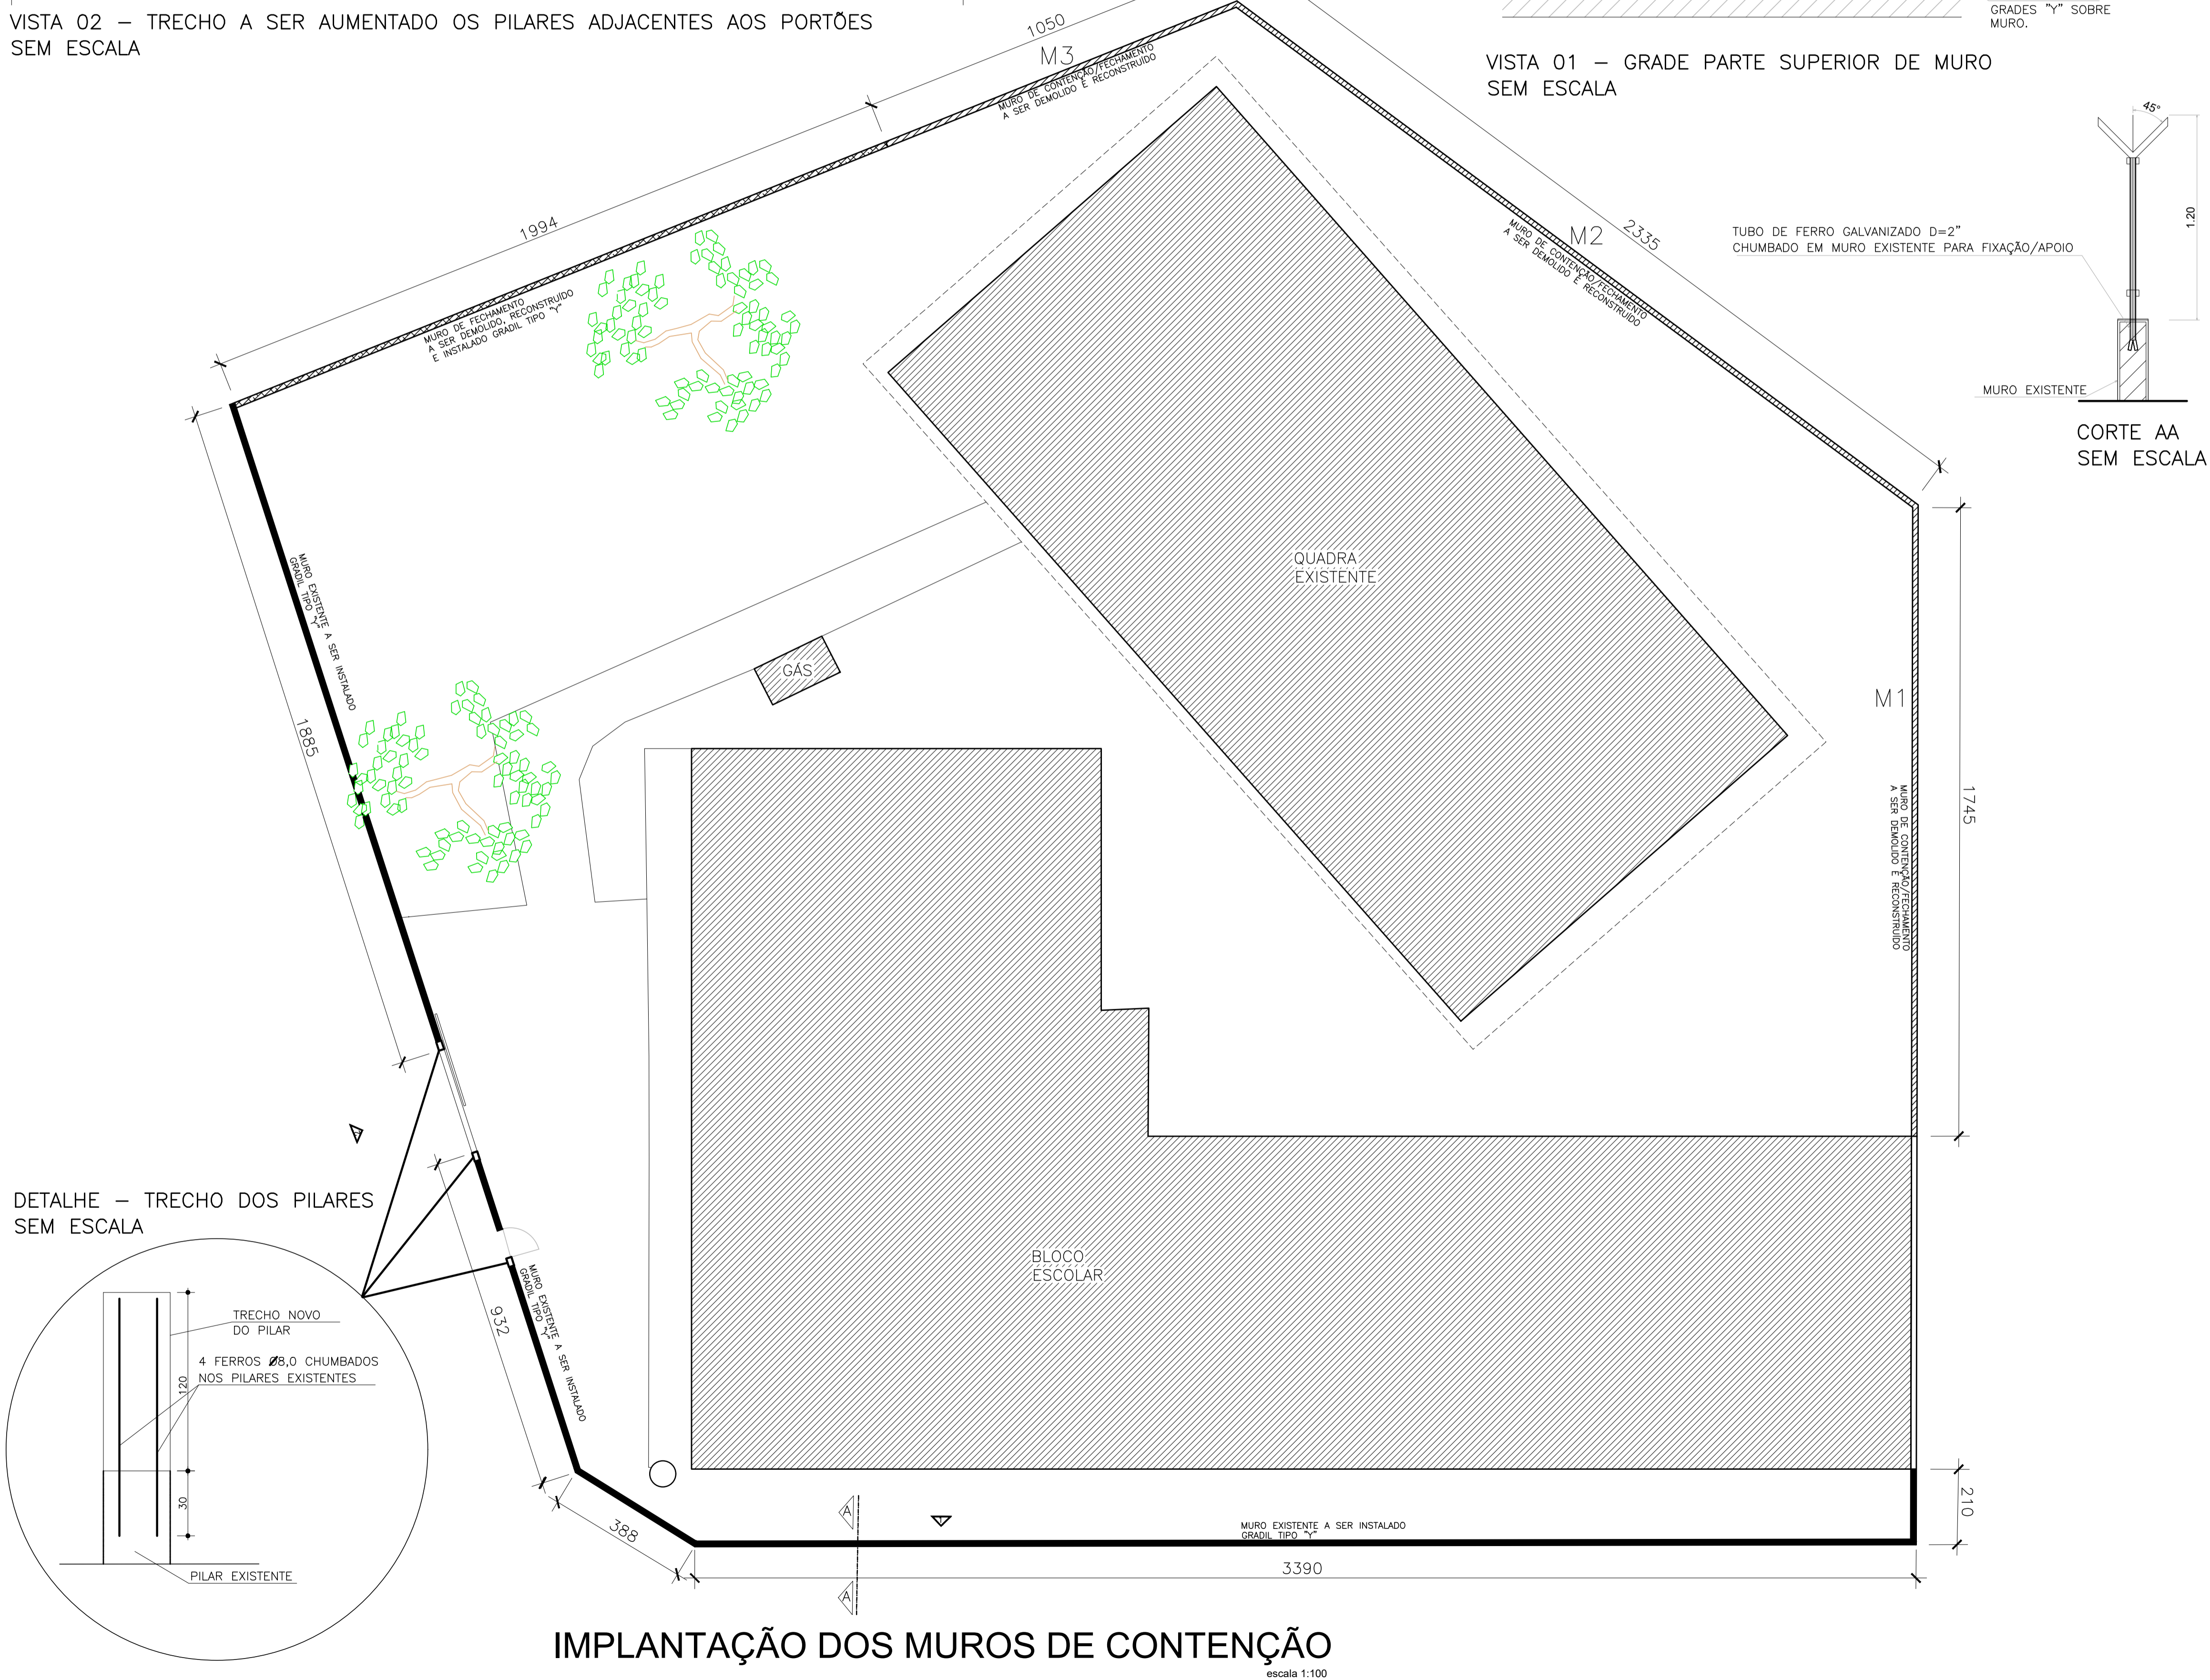 VISTA 02 – TRECHO A SER AUMENTADO OS PILARES ADJACENTES AOS PORTÕES
SEM ESCALA
GRADES "Y" SOBRE
MURO.
VISTA 01 – GRADE PARTE SUPERIOR DE MURO
SEM ESCALA
1050
M3
MURO DE CONTENÇÃO/FECHAMENTO
A SER DEMOLIDO E RECONSTRUÍDO
45°
1.20
TUBO DE FERRO GALVANIZADO D=2"
CHUMBADO EM MURO EXISTENTE PARA FIXAÇÃO/APOIO
MURO EXISTENTE
CORTE AA
SEM ESCALA
1994
MURO DE FECHAMENTO
A SER DEMOLIDO, RECONSTRUÍDO
E INSTALADO GRADIL TIPO "Y"
M2
2335
MURO DE CONTENÇÃO/FECHAMENTO
A SER DEMOLIDO E RECONSTRUÍDO
QUADRA
EXISTENTE
MURO EXISTENTE A SER INSTALADO
GRADIL TIPO "Y"
1885
GÁS
M1
1745
MURO DE CONTENÇÃO/FECHAMENTO
A SER DEMOLIDO E RECONSTRUÍDO
DETALHE – TRECHO DOS PILARES
SEM ESCALA
TRECHO NOVO
DO PILAR
4 FERROS Ø8,0 CHUMBADOS
NOS PILARES EXISTENTES
120
30
PILAR EXISTENTE
932
MURO EXISTENTE A SER INSTALADO
GRADIL TIPO "Y"
BLOCO
ESCOLAR
388
A
A
1
MURO EXISTENTE A SER INSTALADO
GRADIL TIPO "Y"
210
3390
IMPLANTAÇÃO DOS MUROS DE CONTENÇÃO
escala 1:100